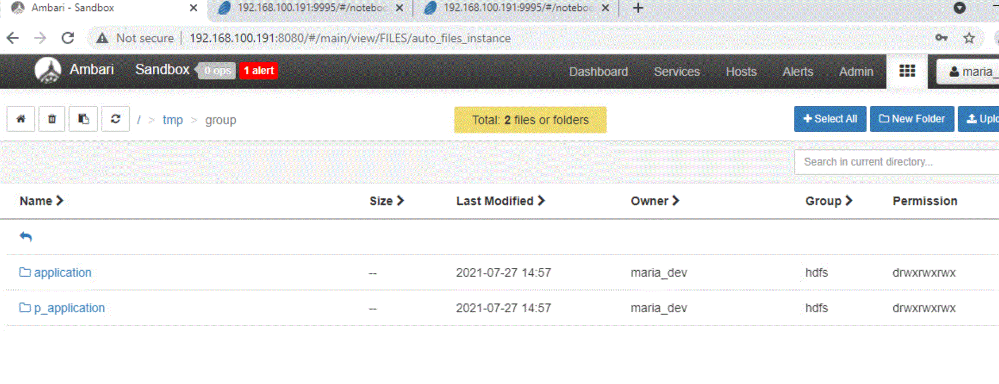 Ambari - Sandbox
192.168.100.191:9995/#/noteboo
192.168.100.191:9995/#/noteboo
Not secure 192.168.100.191:8080/#/main/view/FILES/auto_files_instance
Ambari Sandbox 0 ops 1 alert Dashboard Services Hosts Alerts Admin maria_
/ > tmp > group Total: 2 files or folders Select All New Folder Uplo
Search in current directory...
Name Size Last Modified Owner Group Permission
application -- 2021-07-27 14:57 maria_dev hdfs drwxrwxrwx
p_application -- 2021-07-27 14:57 maria_dev hdfs drwxrwxrwx